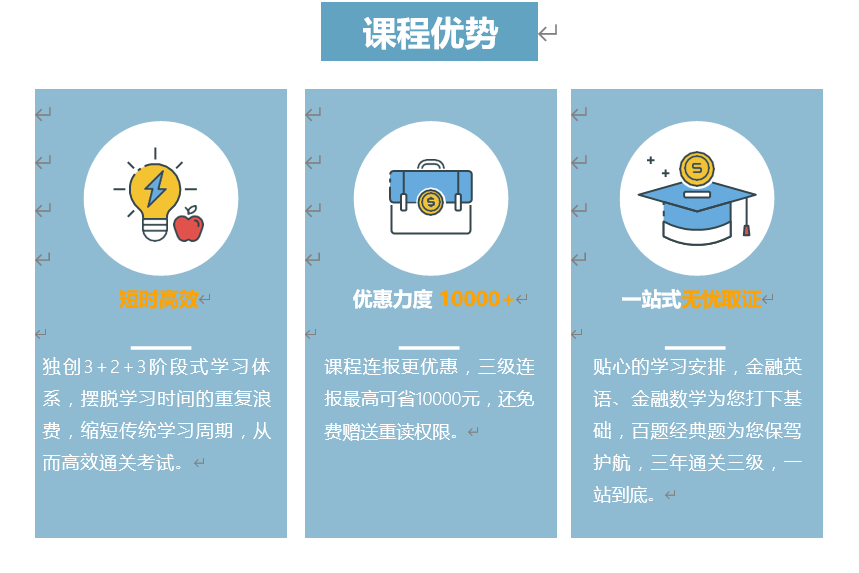 课程优势
短时高效
独创3+2+3阶段式学习体
系，摆脱学习时间的重复浪
费，缩短传统学习周期，从
而高效通关考试。
优惠力度 10000+
课程连报更优惠，三级连
报最高可省10000元，还免
费赠送重读权限。
一站式无忧取证
贴心的学习安排，金融英
语、金融数学为您打下基
础，百题经典题为您保驾
护航，三年通关三级，一
站到底。